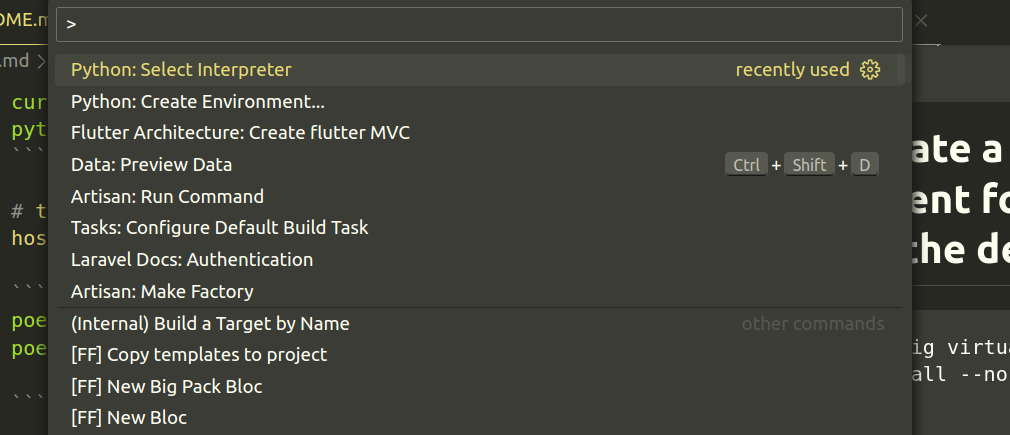 OME.m
>
.md >
Python: Select Interpreter recently used
cur
Python: Create Environment...
pyt
Flutter Architecture: Create flutter MVC
ate a
```
Data: Preview Data Ctrl + Shift + D
Artisan: Run Command
ent fo
# t
Tasks: Configure Default Build Task
hos
the de
Laravel Docs: Authentication
```
Artisan: Make Factory
poe
(Internal) Build a Target by Name other commands
poe
[FF] Copy templates to project
ig virtua
all --no
[FF] New Big Pack Bloc
```
[FF] New Bloc